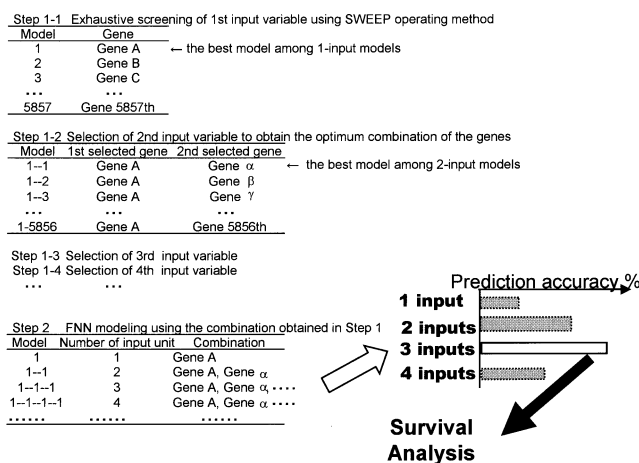 Step 1-1 Exhaustive screening of 1st input variable using SWEEP operating method
Model Gene
1 Gene A ← the best model among 1-input models
2 Gene B
3 Gene C
... ...
5857 Gene 5857th
Step 1-2 Selection of 2nd input variable to obtain the optimum combination of the genes
Model 1st selected gene 2nd selected gene
1--1 Gene A Gene α ← the best model among 2-input models
1--2 Gene A Gene β
1--3 Gene A Gene γ
... ... ...
1-5856 Gene A Gene 5856th
Step 1-3 Selection of 3rd input variable
Step 1-4 Selection of 4th input variable
... ...
Step 2 FNN modeling using the combination obtained in Step 1
Model Number of input unit Combination
1 1 Gene A
1--1 2 Gene A, Gene α
1--1--1 3 Gene A, Gene α, ....
1--1--1--1 4 Gene A, Gene α ....
...... ...... ......
Prediction accuracy %
1 input
2 inputs
3 inputs
4 inputs
Survival
Analysis